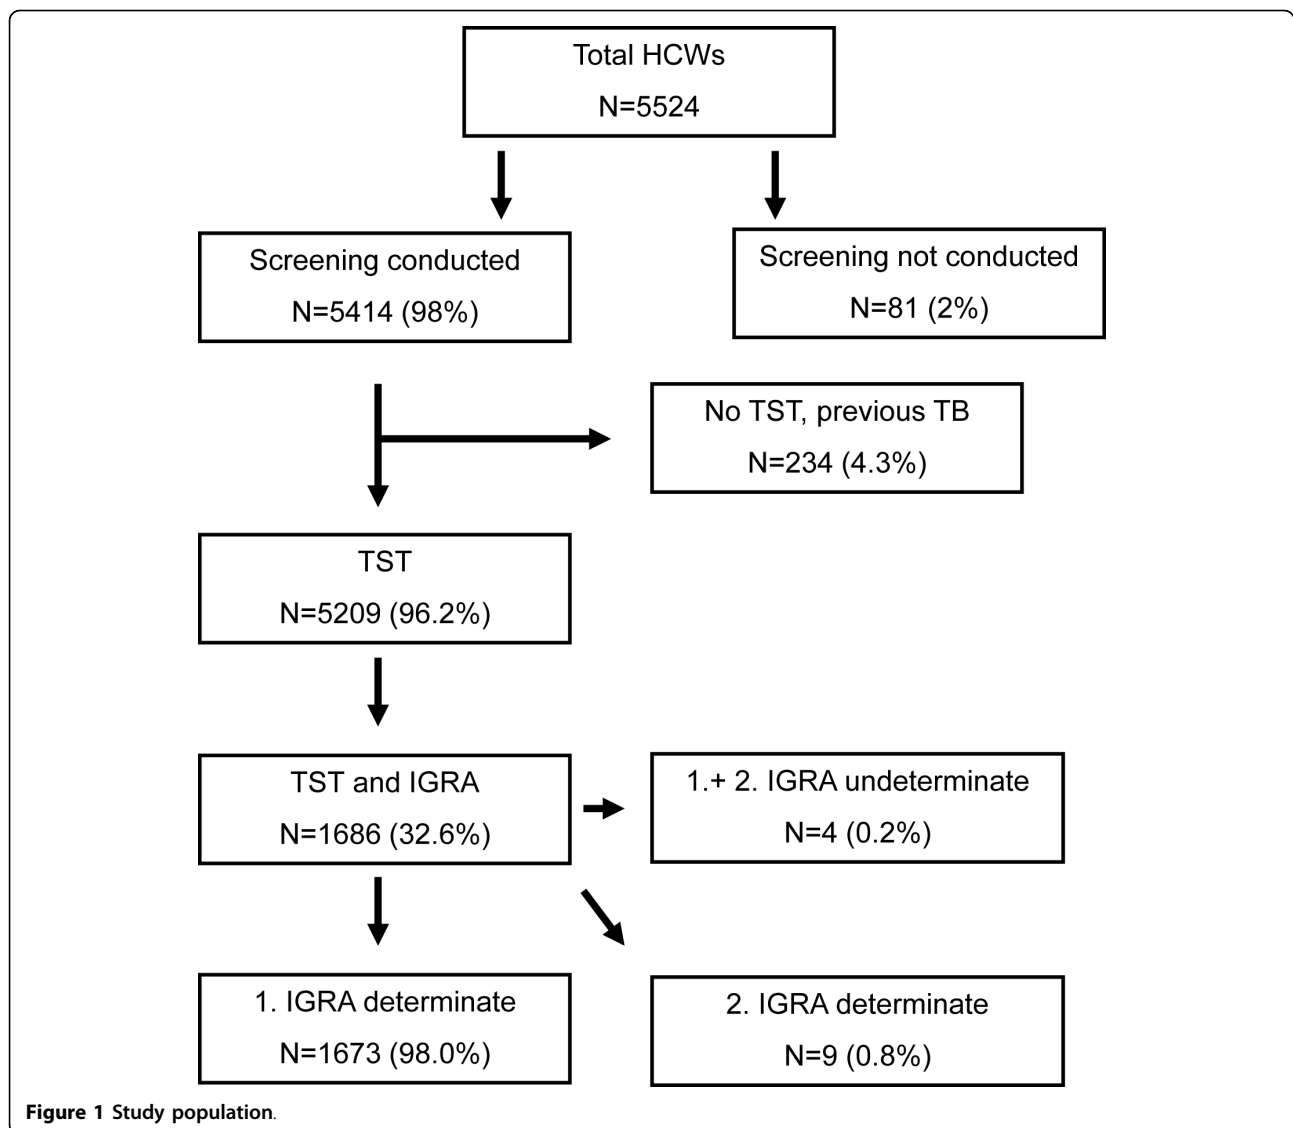 Total HCWs
N=5524
Screening conducted
N=5414 (98%)
Screening not conducted
N=81 (2%)
No TST, previous TB
N=234 (4.3%)
TST
N=5209 (96.2%)
TST and IGRA
N=1686 (32.6%)
1.+ 2. IGRA undeterminate
N=4 (0.2%)
1. IGRA determinate
N=1673 (98.0%)
2. IGRA determinate
N=9 (0.8%)
Figure 1 Study population.